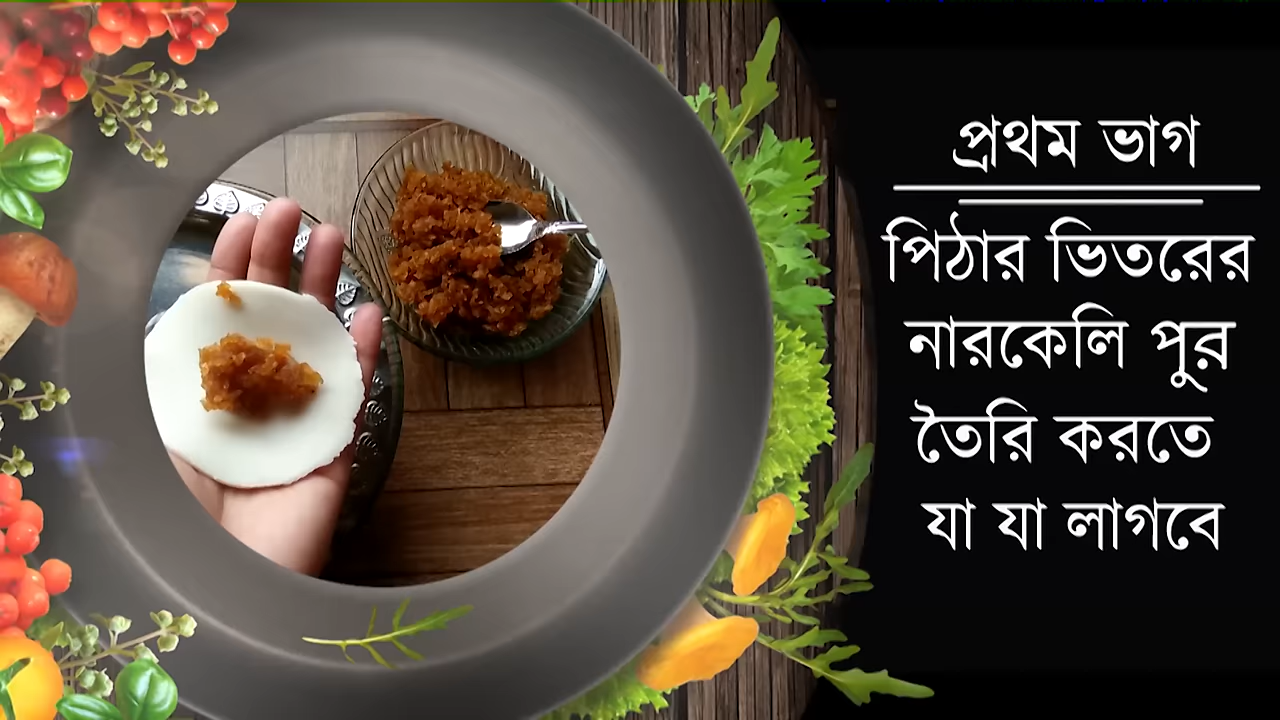 প্রথম ভাগ
পিঠার ভিতরের
নারকেলি পুর
তৈরি করতে
যা যা লাগবে